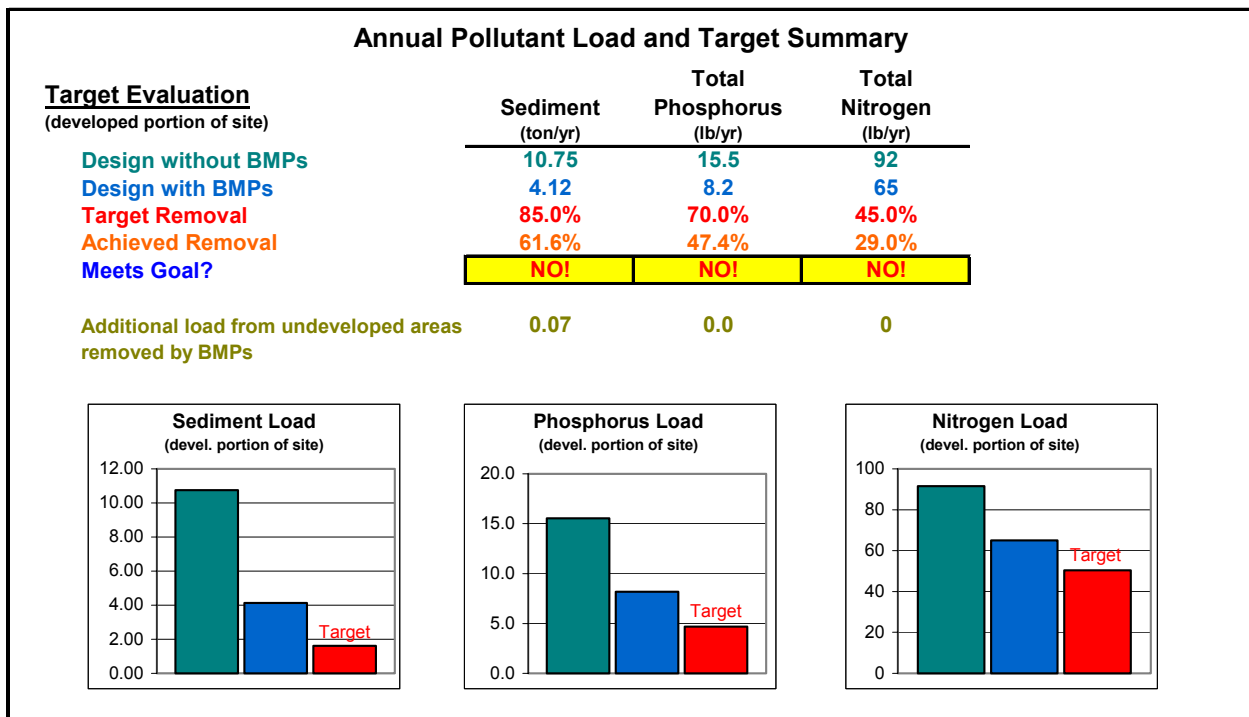 Annual Pollutant Load and Target Summary
Target Evaluation
(developed portion of site)
Sediment
(ton/yr)
Total
Phosphorus
(lb/yr)
Total
Nitrogen
(lb/yr)
Design without BMPs 10.75 15.5 92
Design with BMPs 4.12 8.2 65
Target Removal 85.0% 70.0% 45.0%
Achieved Removal 61.6% 47.4% 29.0%
Meets Goal? NO! NO! NO!
Additional load from undeveloped areas 0.07 0.0 0
removed by BMPs
Sediment Load
(devel. portion of site)
12.00
10.00
8.00
6.00
4.00
2.00
0.00
Target
Phosphorus Load
(devel. portion of site)
20.0
15.0
10.0
5.0
0.0
Target
Nitrogen Load
(devel. portion of site)
100
80
60
40
20
0
Target